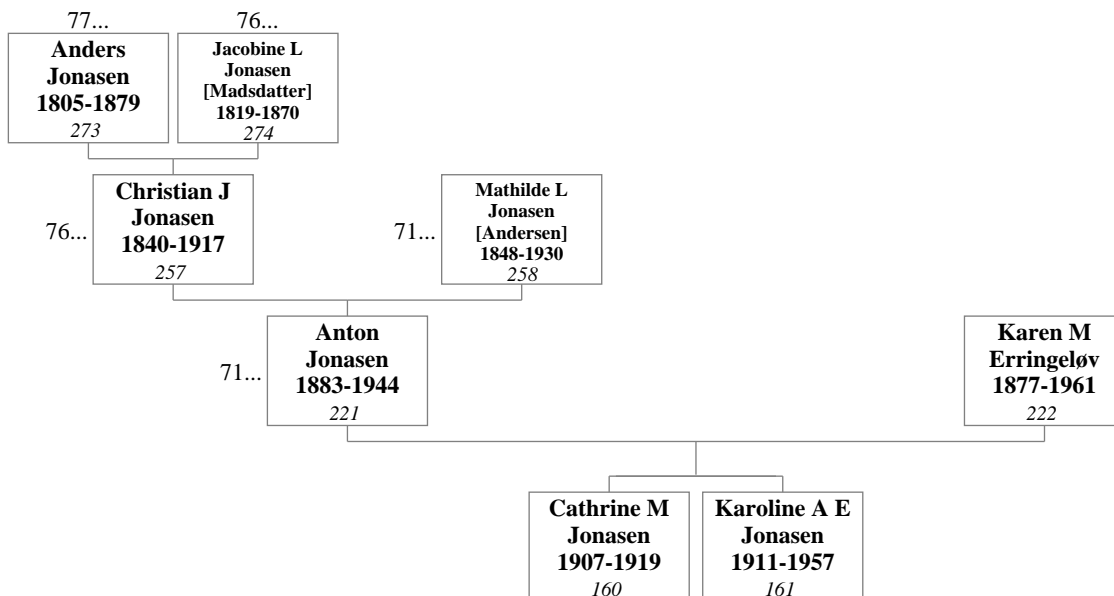 77...
76...
Anders
Jonasen
1805-1879
273
Jacobine L
Jonasen
[Madsdatter]
1819-1870
274
76...
Christian J
Jonasen
1840-1917
257
71...
Mathilde L
Jonasen
[Andersen]
1848-1930
258
71...
Anton
Jonasen
1883-1944
221
Karen M
Erringeløv
1877-1961
222
Cathrine M
Jonasen
1907-1919
160
Karoline A E
Jonasen
1911-1957
161